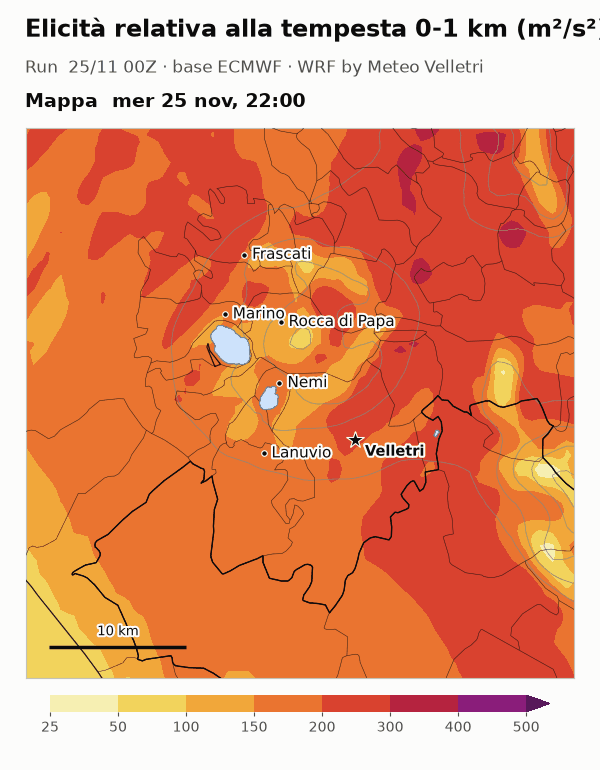 Elicità relativa alla tempesta 0-1 km (m²/s²)
Run 25/11 00Z · base ECMWF · WRF by Meteo Velletri
Mappa mer 25 nov, 22:00
Frascati
Marino
Rocca di Papa
Nemi
Velletri
Lanuvio
10 km
25 50 100 150 200 300 400 500